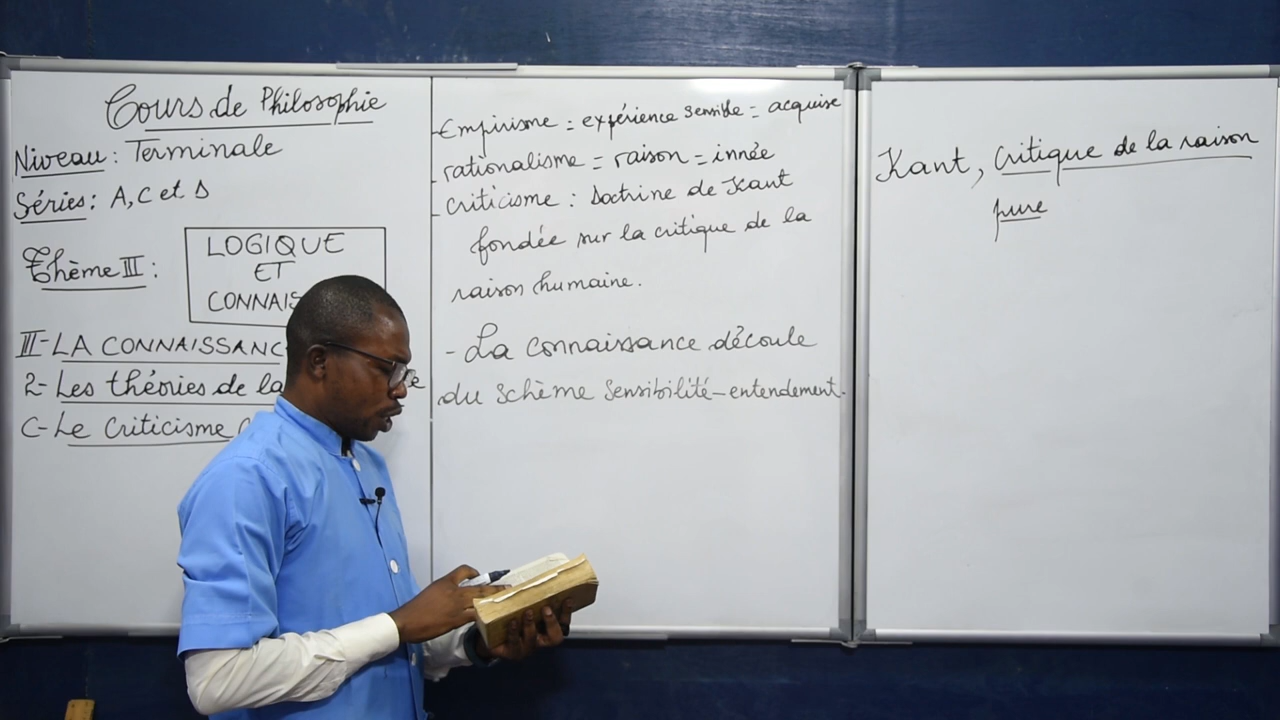 Cours de Philosophie
Niveau : Terminale
Séries : A, C et D
Thème III :
LOGIQUE
ET
III- LA
2- Les théories de la
C- Le Criticisme
- Empirisme = expérience sensible = acquise
- rationalisme = raison = innée
- criticisme : doctrine de Kant
fondée sur la critique de la
raison humaine.
- La connaissance découle
du schème sensibilité-entendement.
Kant, Critique de la raison
pure